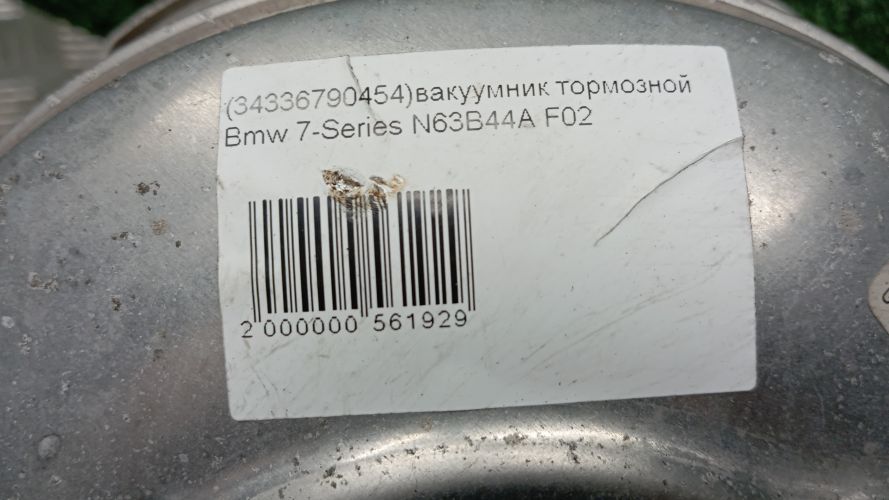 (34336790454)вакуумник тормозной
Bmw 7-Series N63B44A F02
2 000000 561929